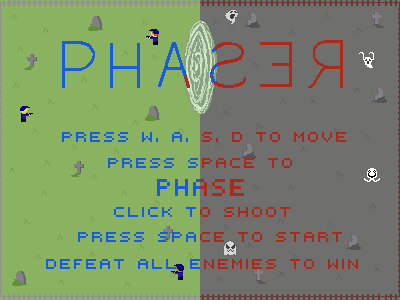 PHASER
PRESS W, A, S, D TO MOVE
PRESS SPACE TO
PHASE
CLICK TO SHOOT
PRESS SPACE TO START
DEFEAT ALL ENEMIES TO WIN